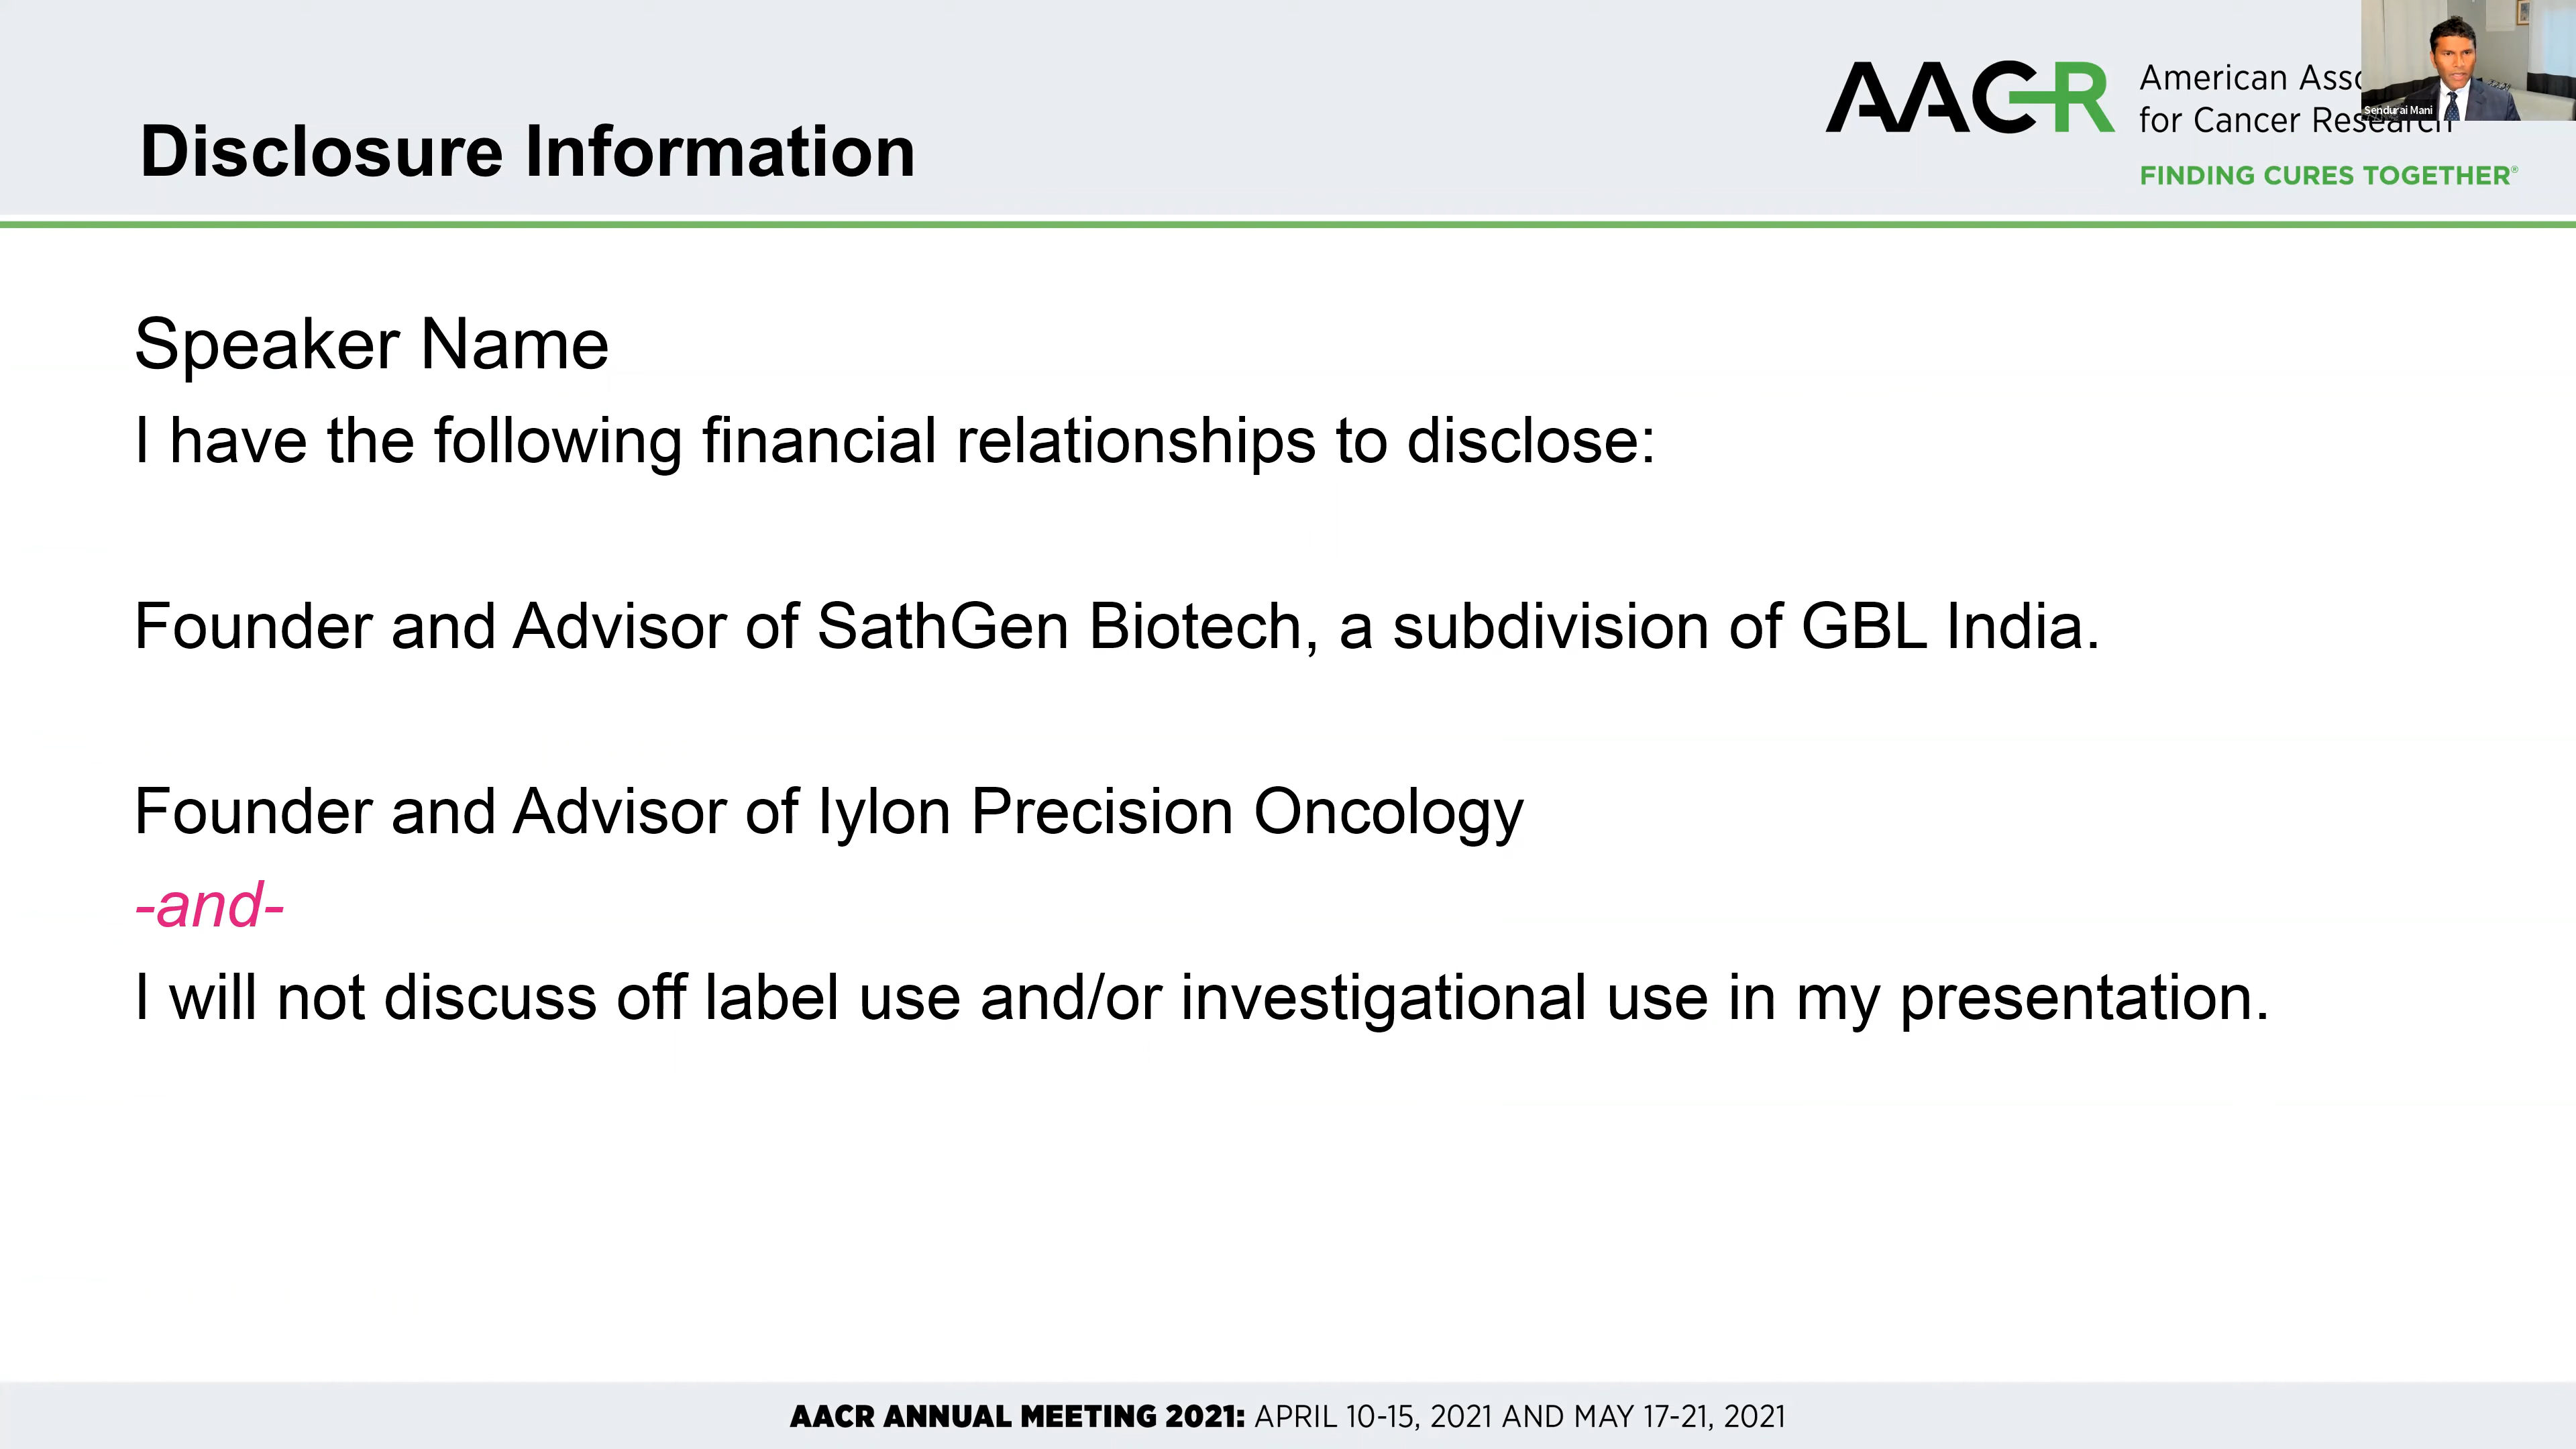 Disclosure Information
AACR
American Asso
for Cancer Research
FINDING CURES TOGETHER®
Sendurai Mani
Speaker Name
I have the following financial relationships to disclose:
Founder and Advisor of SathGen Biotech, a subdivision of GBL India.
Founder and Advisor of Iylon Precision Oncology
-and-
I will not discuss off label use and/or investigational use in my presentation.
AACR ANNUAL MEETING 2021: APRIL 10-15, 2021 AND MAY 17-21, 2021